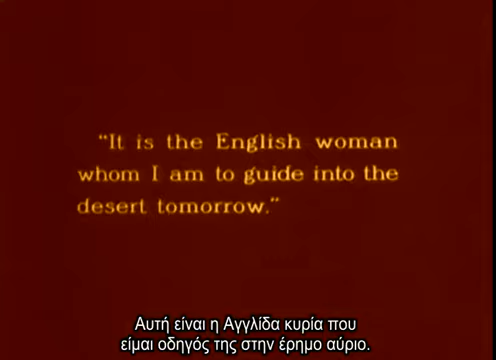 “It is the English woman
whom I am to guide into the
desert tomorrow.”
Αυτή είναι η Αγγλίδα κυρία που
είμαι οδηγός της στην έρημο αύριο.